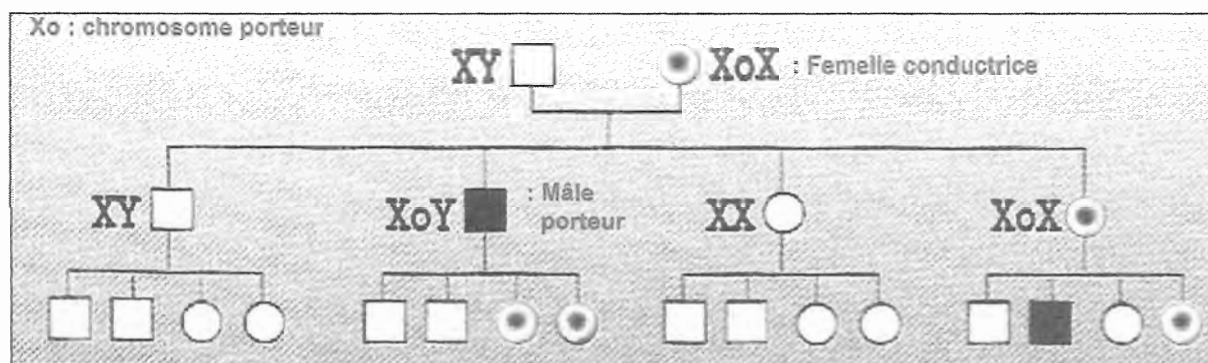 Xo : chromosome porteur
XY XoX : Femelle conductrice
XY XoY : Mâle porteur XX XoX